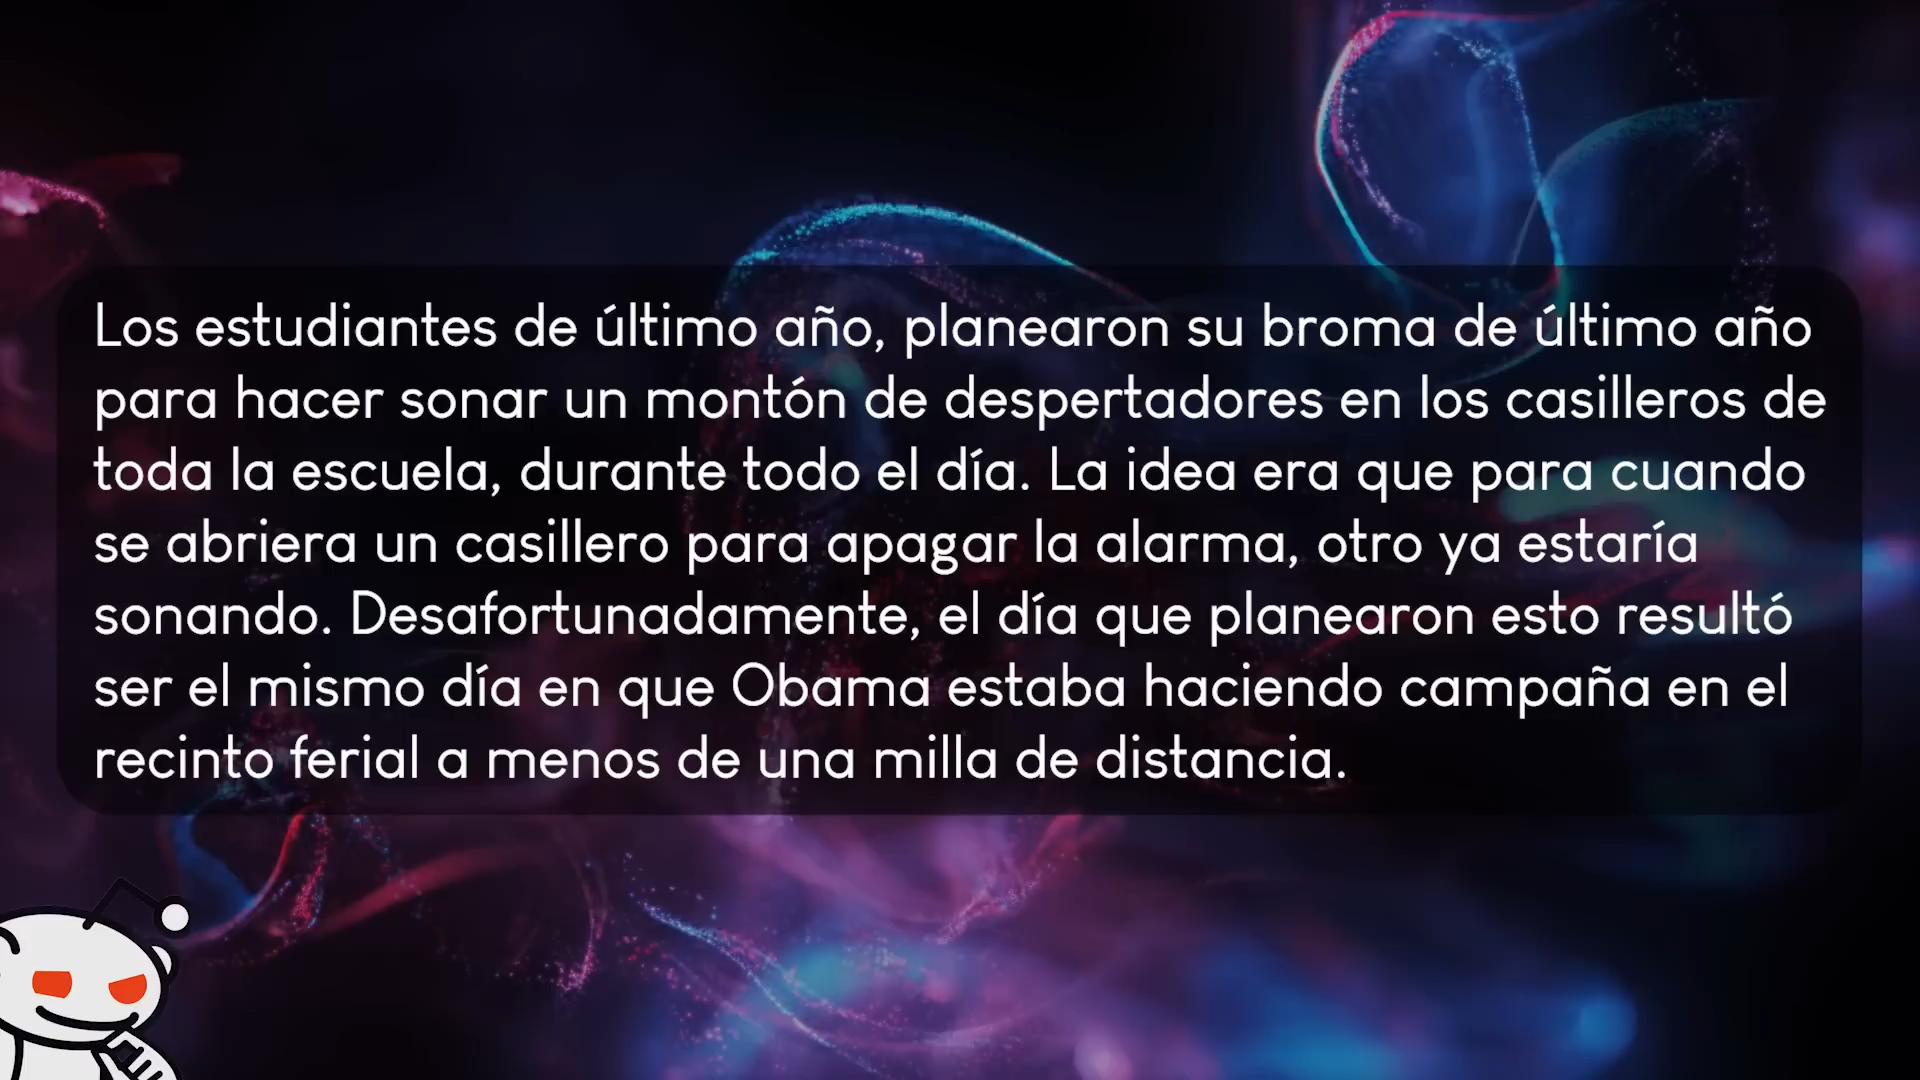 Los estudiantes de último año, planearon su broma de último año
para hacer sonar un montón de despertadores en los casilleros de
toda la escuela, durante todo el día. La idea era que para cuando
se abriera un casillero para apagar la alarma, otro ya estaría
sonando. Desafortunadamente, el día que planearon esto resultó
ser el mismo día en que Obama estaba haciendo campaña en el
recinto ferial a menos de una milla de distancia.